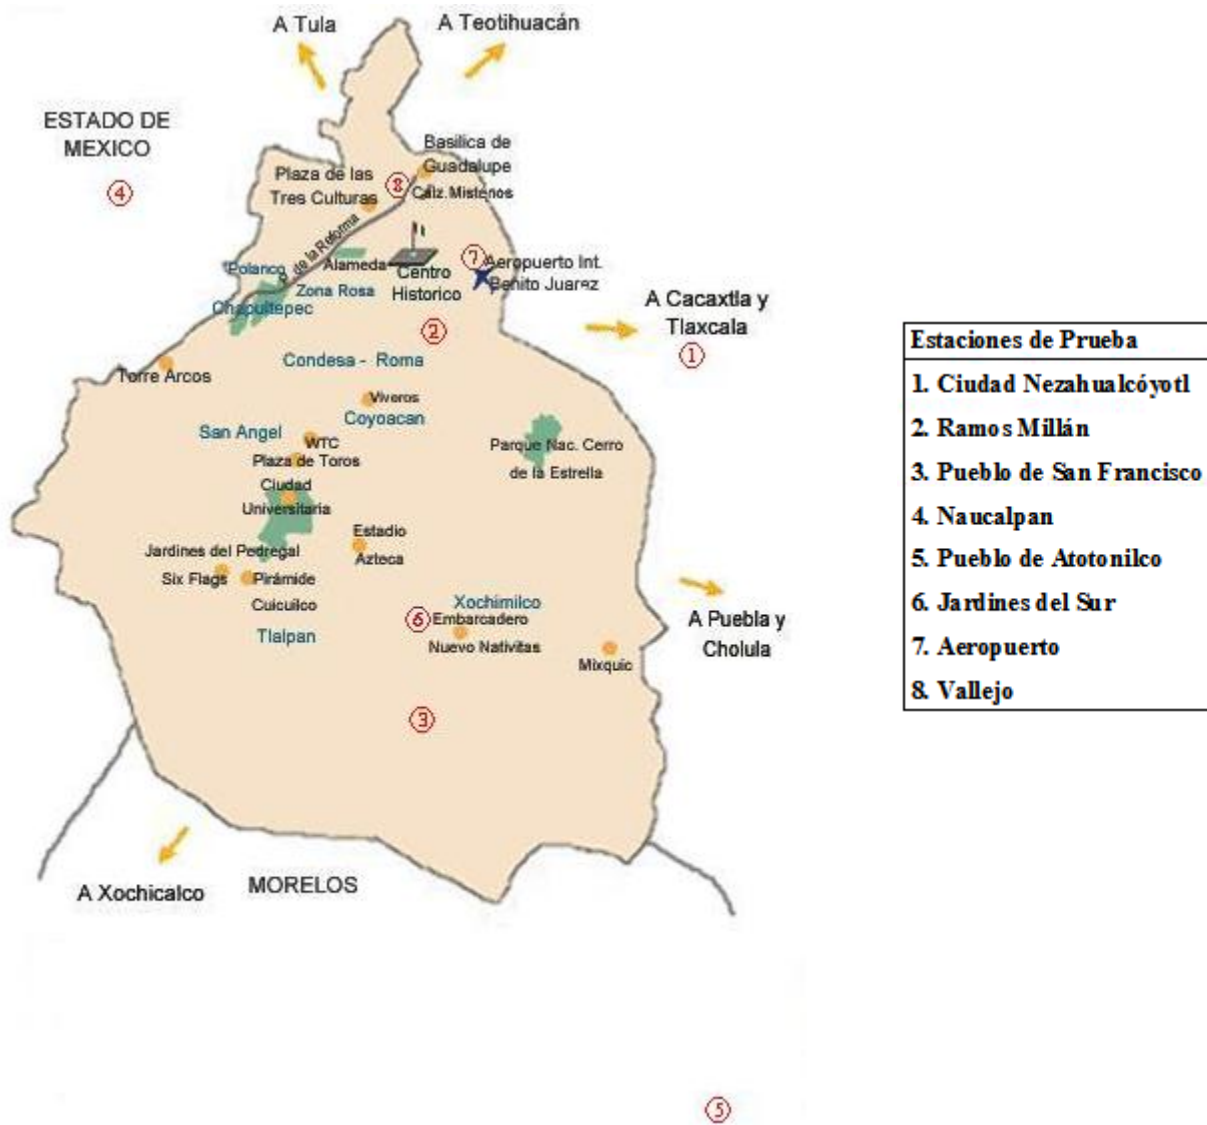 A Tula
A Teotihuacán
ESTADO DE
MEXICO
④
Basilica de
Guadalupe
Plaza de las
Tres Culturas
⑧
Calz. Misterios
P. de la Reforma
Alameda
Centro
Historico
⑦
Aeropuerto Int.
Benito Juarez
Polanco
Zona Rosa
Chapultepec
②
A Cacaxtla y
Tlaxcala
①
Condesa - Roma
Torre Arcos
Viveros
Coyoacan
San Angel
WTC
Plaza de Toros
Ciudad
Universitaria
Parque Nac. Cerro
de la Estrella
Estadio
Azteca
Jardines del Pedregal
Six Flags
Pirámide
Cuicuilco
Tlalpan
Xochimilco
⑥
Embarcadero
Nuevo Nativitas
Mixquic
A Puebla y
Cholula
③
A Xochicalco
MORELOS
⑤
Estaciones de Prueba
1. Ciudad Nezahualcóyotl
2. Ramos Millán
3. Pueblo de San Francisco
4. Naucalpan
5. Pueblo de Atotonilco
6. Jardines del Sur
7. Aeropuerto
8. Vallejo